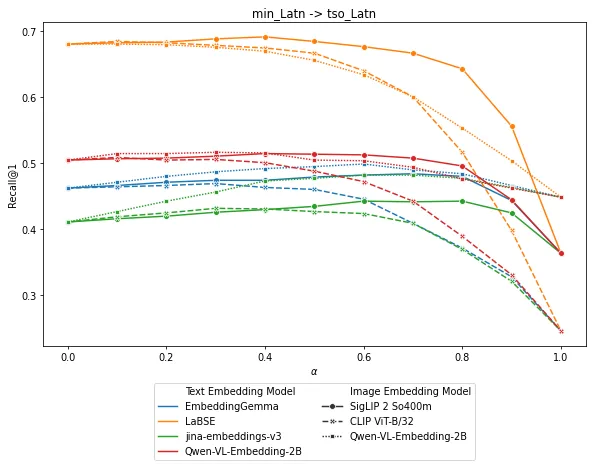 min_Latn -> tso_Latn
Recall@1
0.7
0.6
0.5
0.4
0.3
0.0 0.2 0.4 0.6 0.8 1.0
α
Text Embedding Model Image Embedding Model
EmbeddingGemma SigLIP 2 So400m
LaBSE CLIP ViT-B/32
jina-embeddings-v3 Qwen-VL-Embedding-2B
Qwen-VL-Embedding-2B